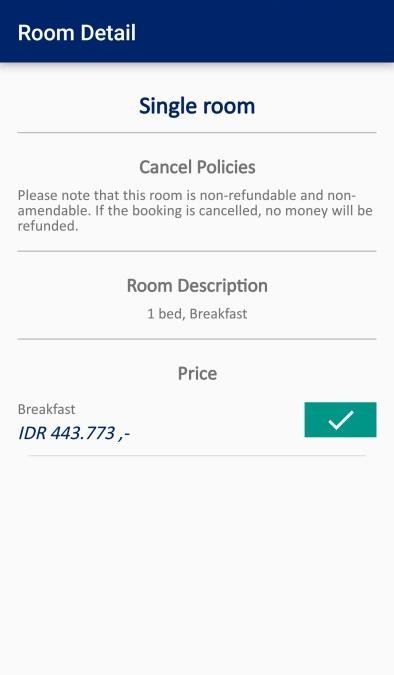 Room Detail
Single room
Cancel Policies
Please note that this room is non-refundable and non-
amendable. If the booking is cancelled, no money will be
refunded.
Room Description
1 bed, Breakfast
Price
Breakfast
IDR 443.773 ,-